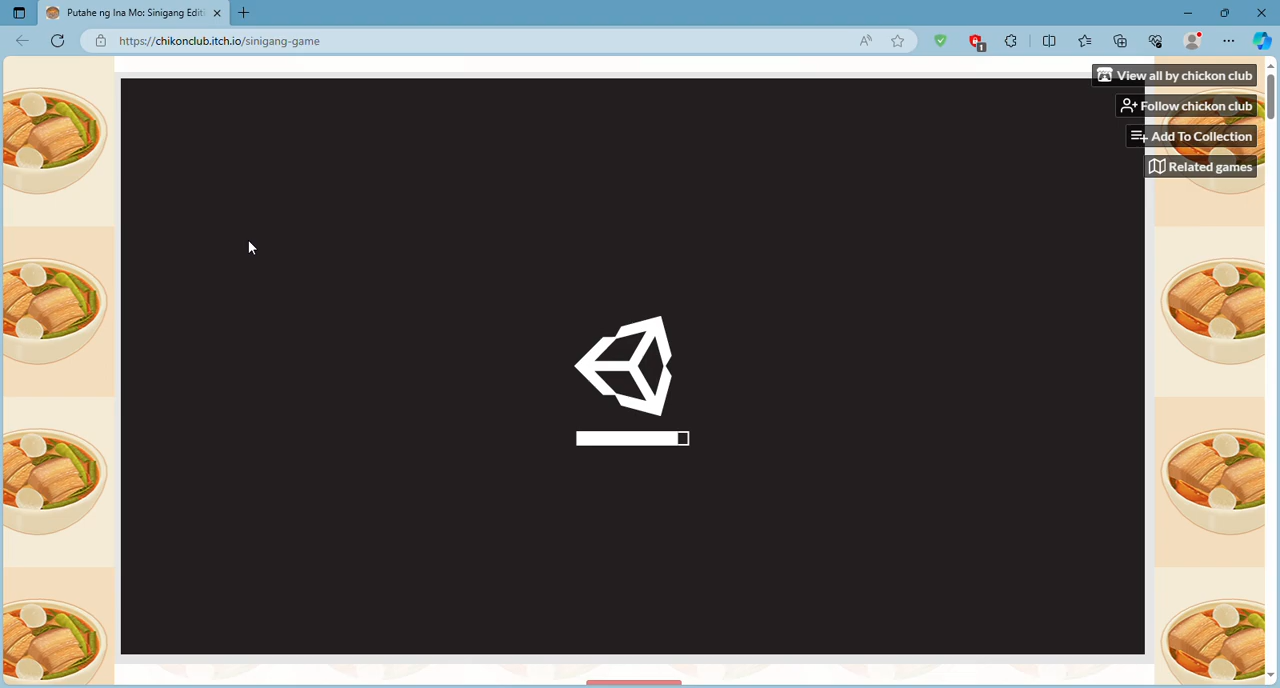 Putahe ng Ina Mo: Sinigang Editi
https://chikonclub.itch.io/sinigang-game
1
View all by chickon club
Follow chickon club
Add To Collection
Related games